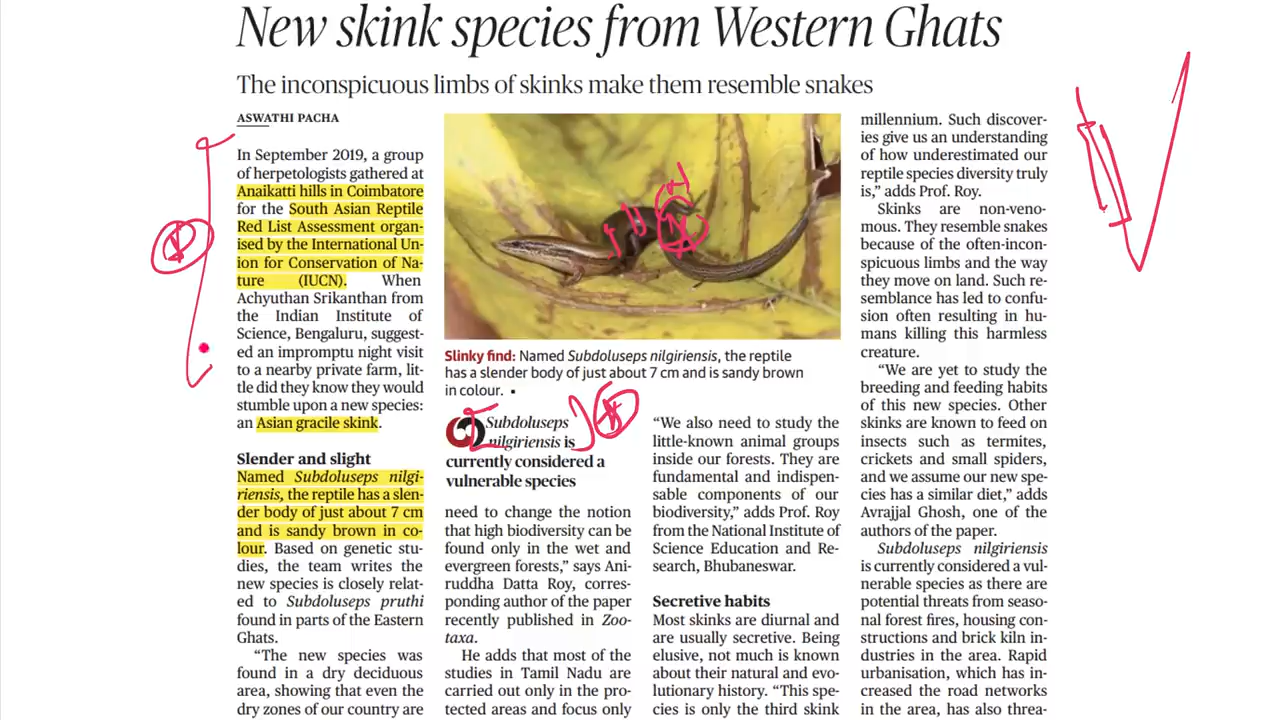 New skink species from Western Ghats
The inconspicuous limbs of skinks make them resemble snakes
ASWATHI PACHA
In September 2019, a group
of herpetologists gathered at
Anaikatti hills in Coimbatore
for the South Asian Reptile
Red List Assessment organ-
ised by the International Un-
ion for Conservation of Na-
ture (IUCN). When
Achyuthan Srikanthan from
the Indian Institute of
Science, Bengaluru, suggest-
ed an impromptu night visit
to a nearby private farm, lit-
tle did they know they would
stumble upon a new species:
an Asian gracile skink.
Slender and slight
Named Subdoluseps nilgi-
riensis, the reptile has a slen-
der body of just about 7 cm
and is sandy brown in co-
lour. Based on genetic stu-
dies, the team writes the
new species is closely relat-
ed to Subdoluseps pruthi
found in parts of the Eastern
Ghats.
“The new species was
found in a dry deciduous
area, showing that even the
dry zones of our country are
Slinky find: Named Subdoluseps nilgiriensis, the reptile
has a slender body of just about 7 cm and is sandy brown
in colour. •
Subdoluseps
nilgiriensis is
currently considered a
vulnerable species
need to change the notion
that high biodiversity can be
found only in the wet and
evergreen forests,” says Ani-
ruddha Datta Roy, corres-
ponding author of the paper
recently published in Zoo-
taxa.
He adds that most of the
studies in Tamil Nadu are
carried out only in the pro-
tected areas and focus only
“We also need to study the
little-known animal groups
inside our forests. They are
fundamental and indispen-
sable components of our
biodiversity,” adds Prof. Roy
from the National Institute of
Science Education and Re-
search, Bhubaneswar.
Secretive habits
Most skinks are diurnal and
are usually secretive. Being
elusive, not much is known
about their natural and evo-
lutionary history. “This spe-
cies is only the third skink
millennium. Such discover-
ies give us an understanding
of how underestimated our
reptile species diversity truly
is,” adds Prof. Roy.
Skinks are non-veno-
mous. They resemble snakes
because of the often-incon-
spicuous limbs and the way
they move on land. Such re-
semblance has led to confu-
sion often resulting in hu-
mans killing this harmless
creature.
“We are yet to study the
breeding and feeding habits
of this new species. Other
skinks are known to feed on
insects such as termites,
crickets and small spiders,
and we assume our new spe-
cies has a similar diet,” adds
Avrajjal Ghosh, one of the
authors of the paper.
Subdoluseps nilgiriensis
is currently considered a vul-
nerable species as there are
potential threats from seaso-
nal forest fires, housing con-
structions and brick kiln in-
dustries in the area. Rapid
urbanisation, which has in-
creased the road networks
in the area, has also threa-